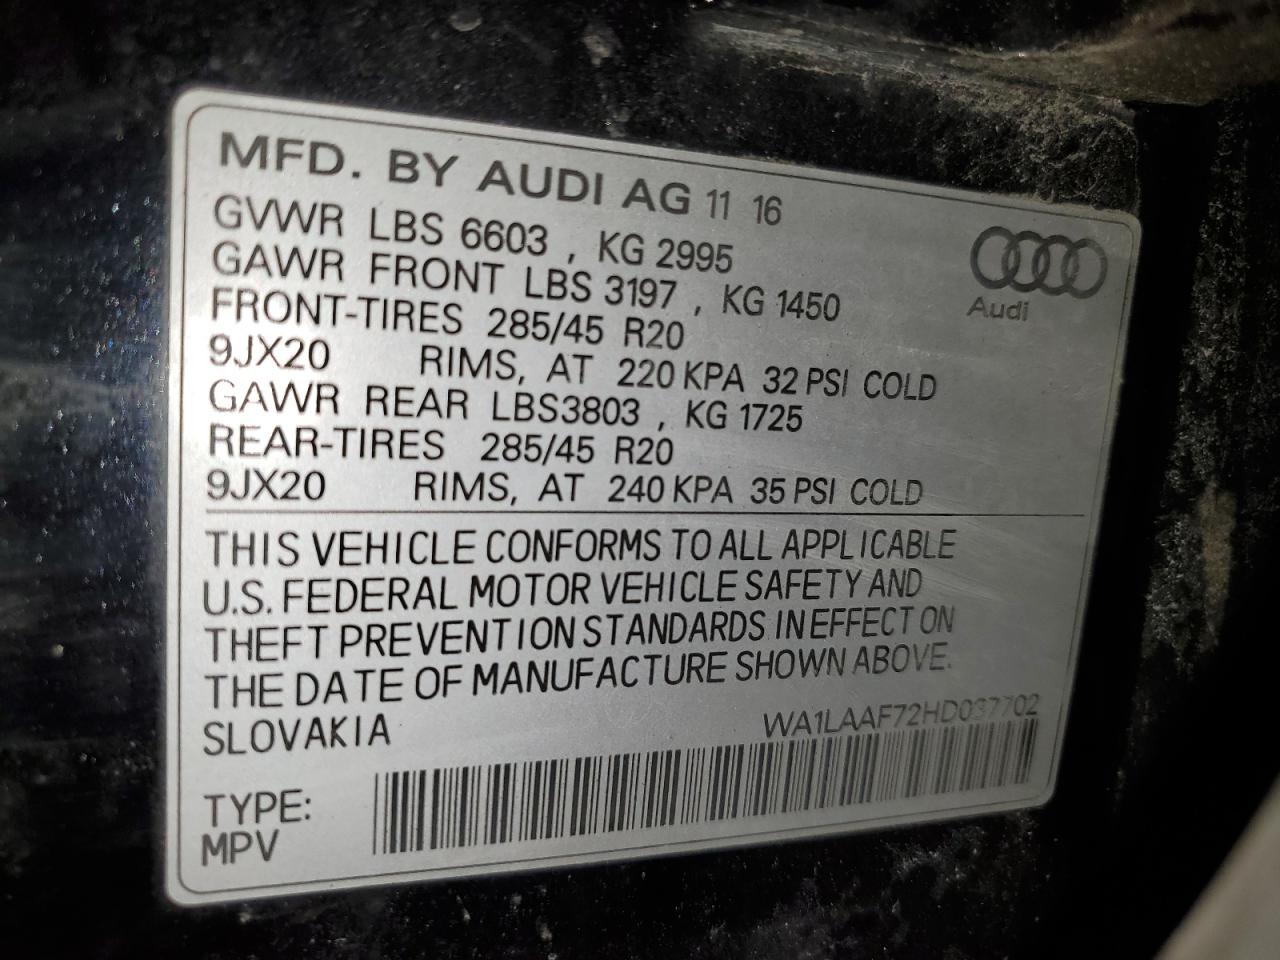 MFD. BY AUDI AG 11 16
GVWR LBS 6603 , KG 2995
GAWR FRONT LBS 3197 , KG 1450
FRONT-TIRES 285/45 R20
9JX20 RIMS, AT 220 KPA 32 PSI COLD
GAWR REAR LBS3803 , KG 1725
REAR-TIRES 285/45 R20
9JX20 RIMS, AT 240 KPA 35 PSI COLD
Audi
THIS VEHICLE CONFORMS TO ALL APPLICABLE
U.S. FEDERAL MOTOR VEHICLE SAFETY AND
THEFT PREVENTION STANDARDS IN EFFECT ON
THE DATE OF MANUFACTURE SHOWN ABOVE.
SLOVAKIA WA1LAAF72HD037702
TYPE:
MPV